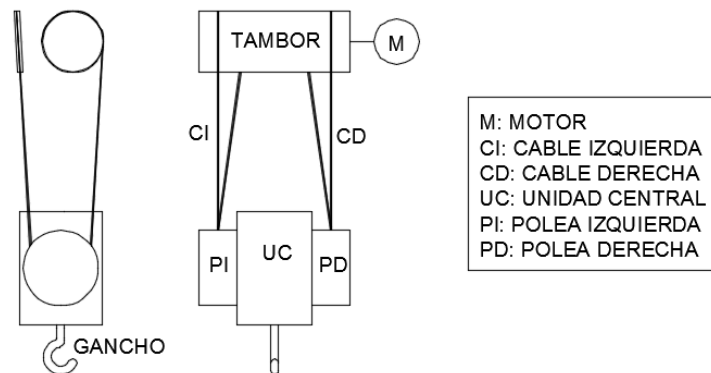 TAMBOR
M
CI
CD
PI
UC
PD
GANCHO
M: MOTOR
CI: CABLE IZQUIERDA
CD: CABLE DERECHA
UC: UNIDAD CENTRAL
PI: POLEA IZQUIERDA
PD: POLEA DERECHA